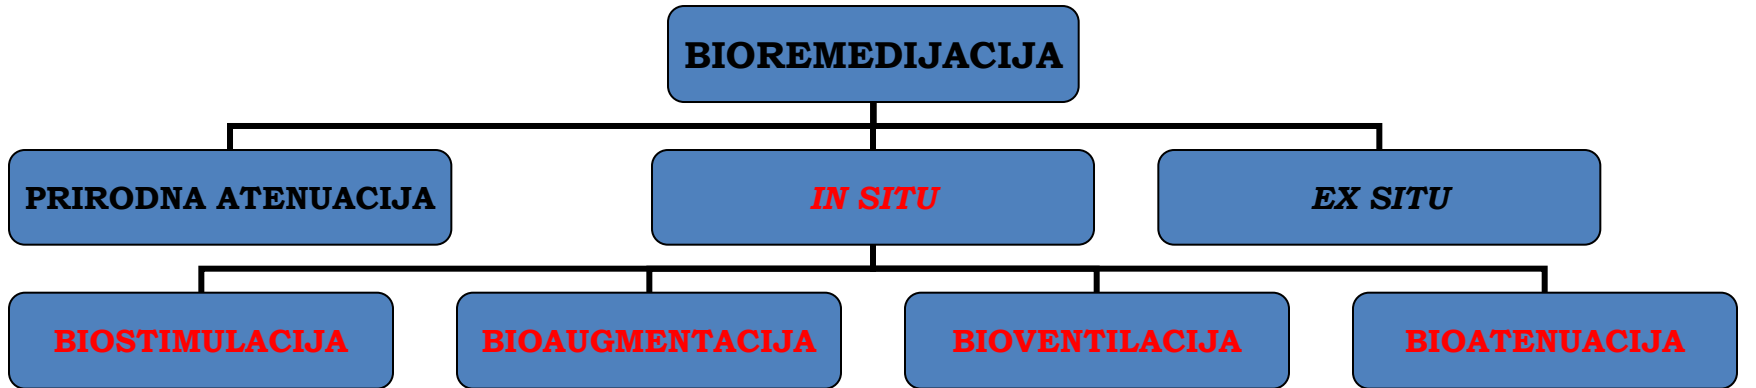 BIOREMEDIJACIJA
PRIRODNA ATENUACIJA
IN SITU
EX SITU
BIOSTIMULACIJA
BIOAUGMENTACIJA
BIOVENTILACIJA
BIOATENUACIJA